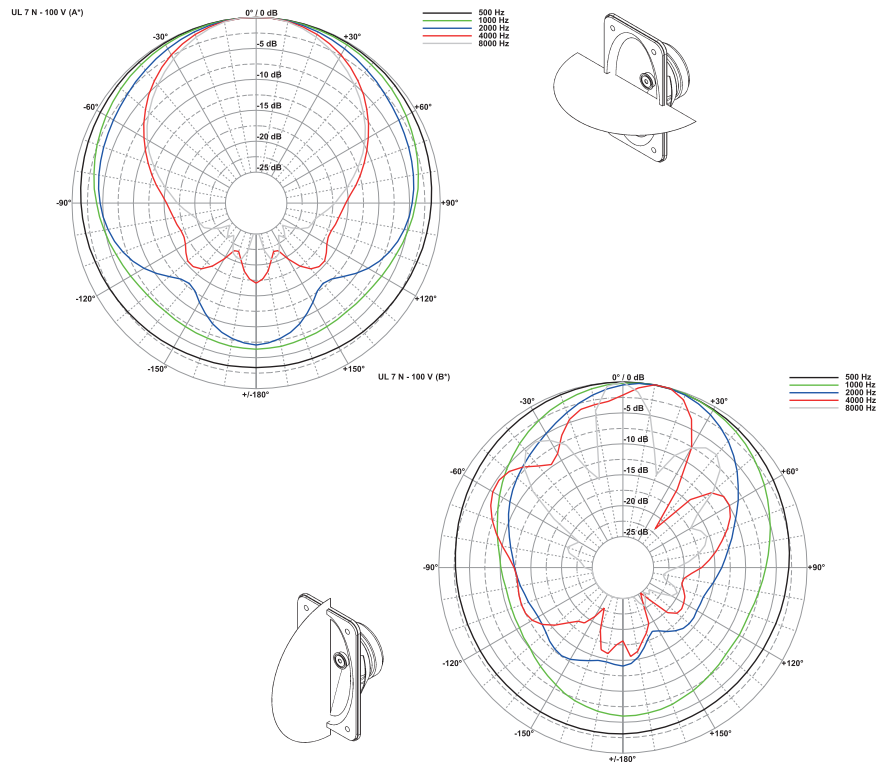 UL 7 N - 100 V (A*)
0° / 0 dB
500 Hz
1000 Hz
2000 Hz
4000 Hz
8000 Hz
-30°
+30°
-5 dB
-10 dB
-60°
+60°
-15 dB
-20 dB
-25 dB
-90°
+90°
-120°
+120°
-150°
+150°
+/-180°
UL 7 N - 100 V (B*)
0° / 0 dB
500 Hz
1000 Hz
2000 Hz
4000 Hz
8000 Hz
-30°
+30°
-5 dB
-10 dB
-60°
+60°
-15 dB
-20 dB
-25 dB
-90°
+90°
-120°
+120°
-150°
+150°
+/-180°